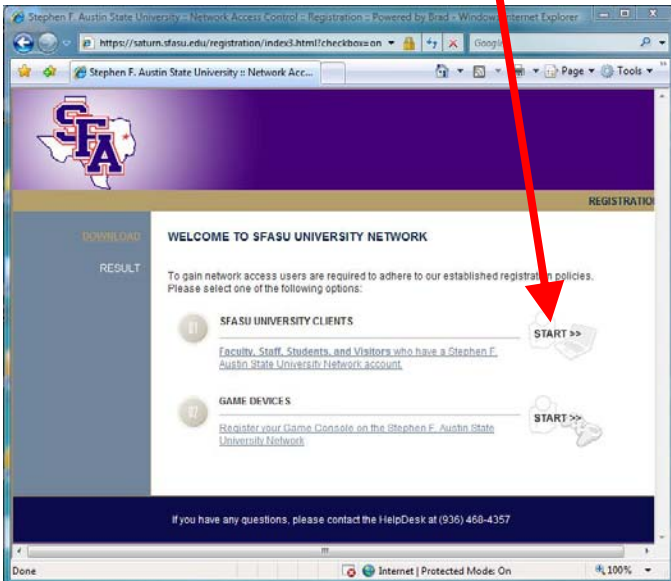 Stephen F. Austin State University :: Network Access Control :: Registration :: Powered by Brad - Windows Internet Explorer
https://saturn.sfasu.edu/registration/index3.html?checkbox=on
Google
Stephen F. Austin State University :: Network Acc...
Page
Tools
SFA
REGISTRATIO
DOWNLOAD
WELCOME TO SFASU UNIVERSITY NETWORK
RESULT
To gain network access users are required to adhere to our established registration policies.
Please select one of the following options:
01
SFASU UNIVERSITY CLIENTS
START >>
Faculty, Staff, Students, and Visitors who have a Stephen F.
Austin State University Network account.
02
GAME DEVICES
START >>
Register your Game Console on the Stephen F. Austin State
University Network
If you have any questions, please contact the HelpDesk at (936) 468-4357
Done
Internet | Protected Mode: On
100%